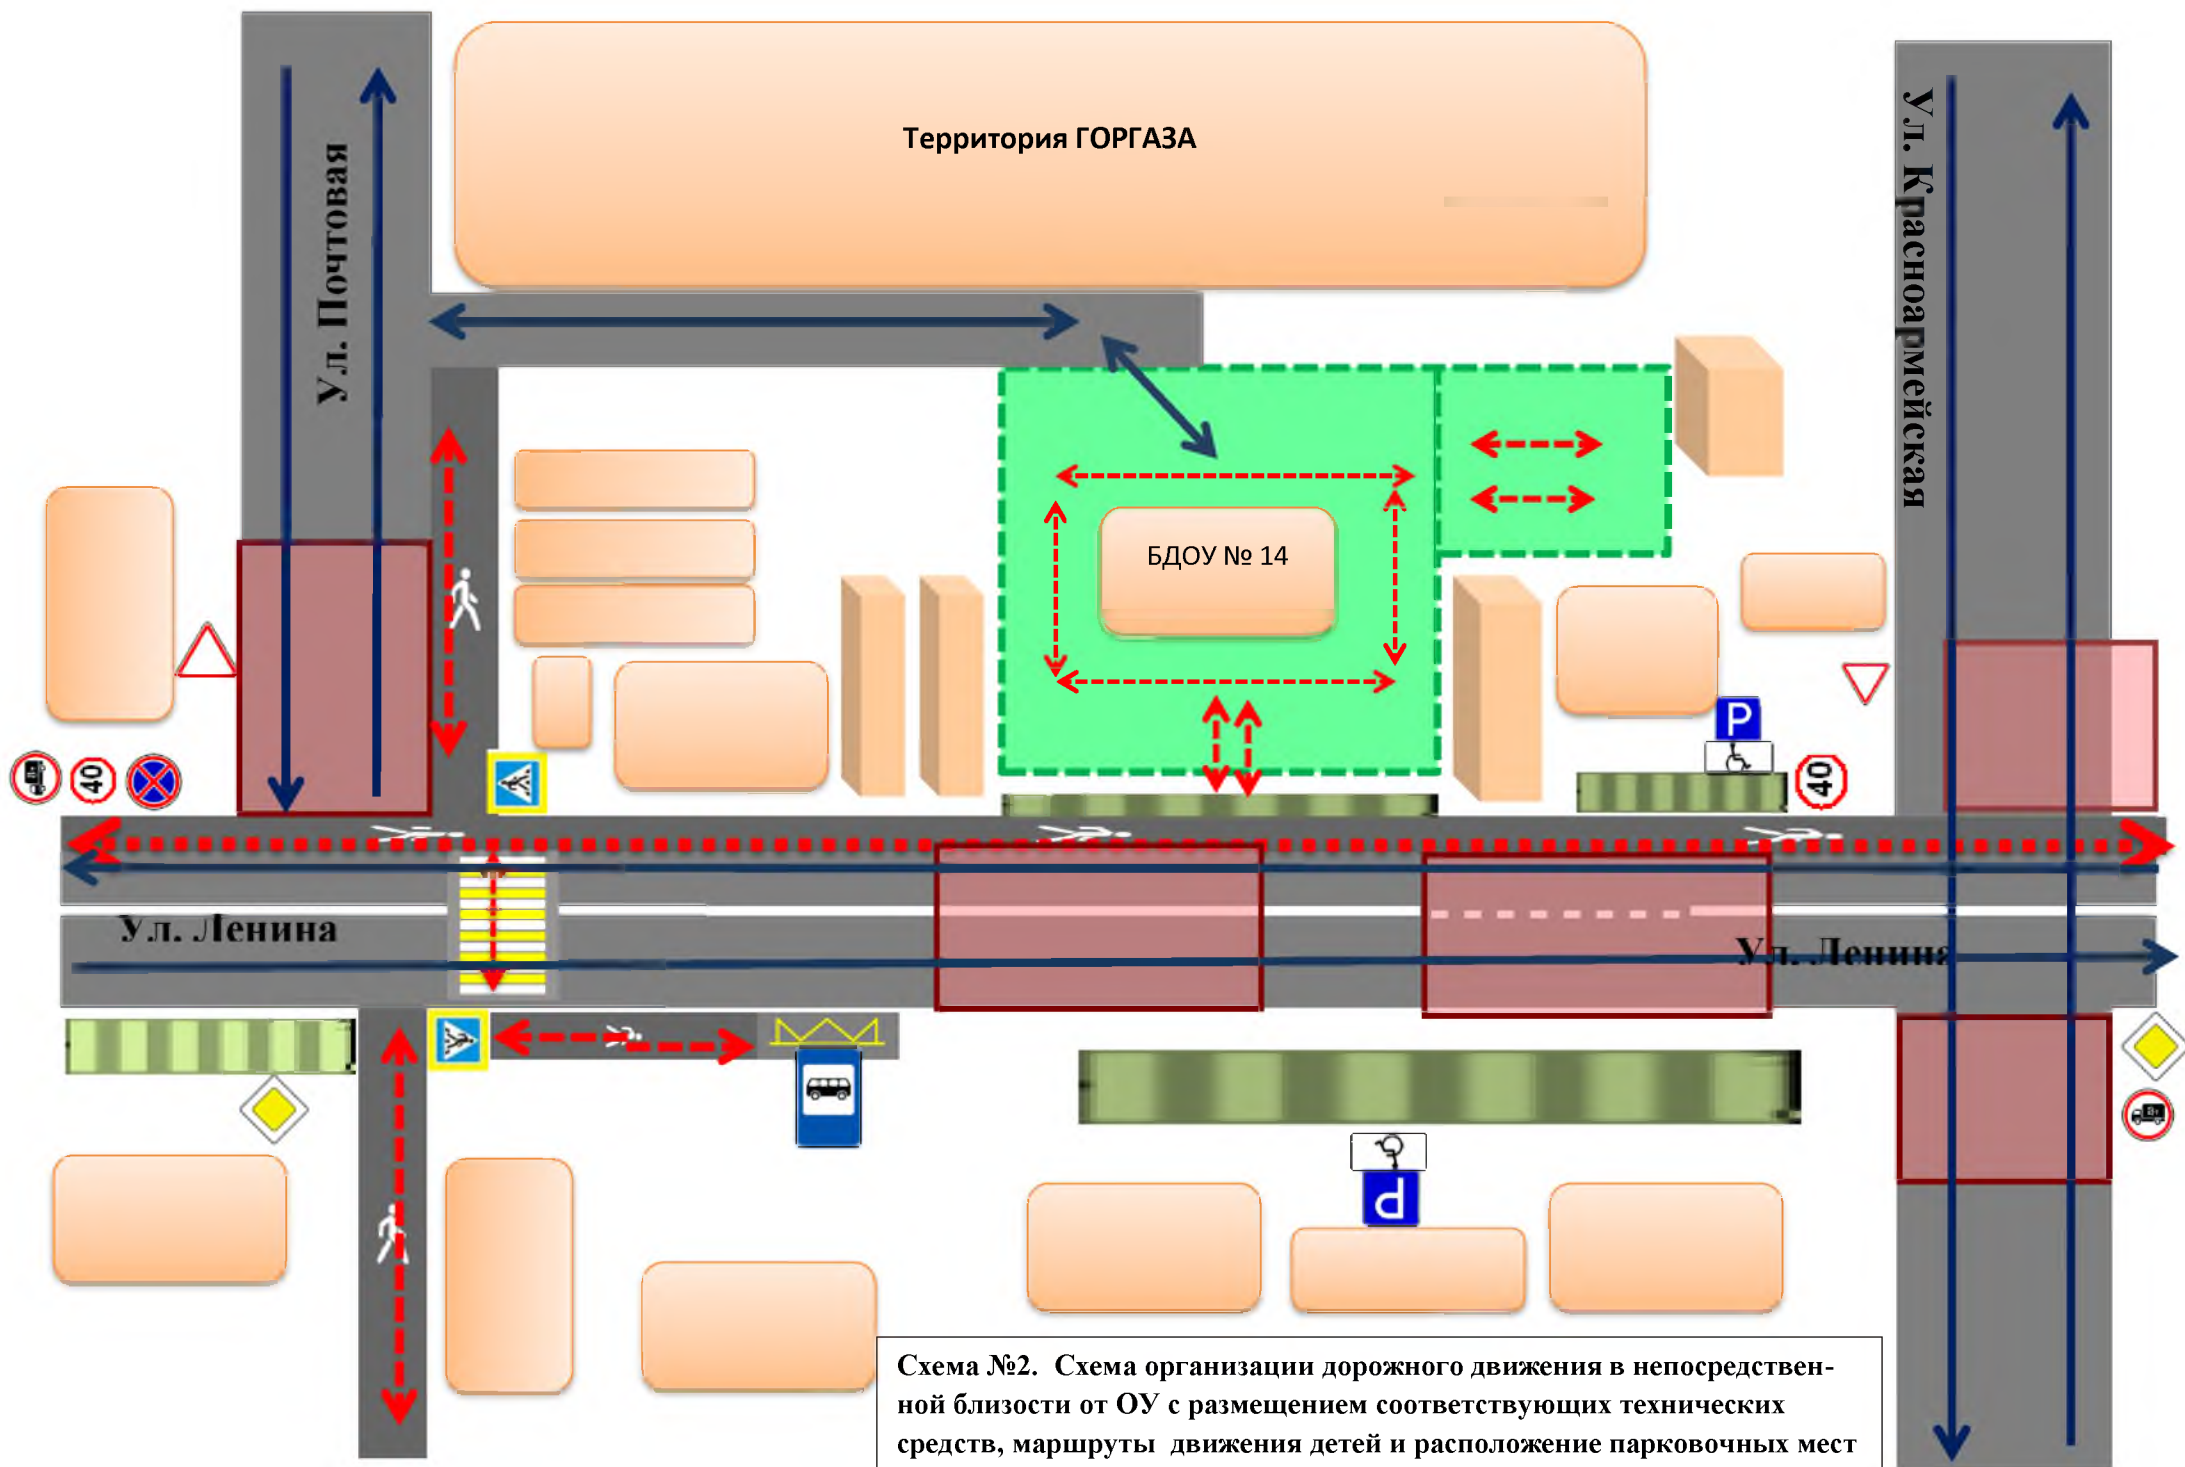 Территория ГОРГАЗА
Ул. Почтовая
Ул. Красноармейская
БДОУ № 14
P
40
40
Ул. Ленина
Ул. Ленина
P
Схема №2. Схема организации дорожного движения в непосредствен-
ной близости от ОУ с размещением соответствующих технических
средств, маршруты движения детей и расположение парковочных мест